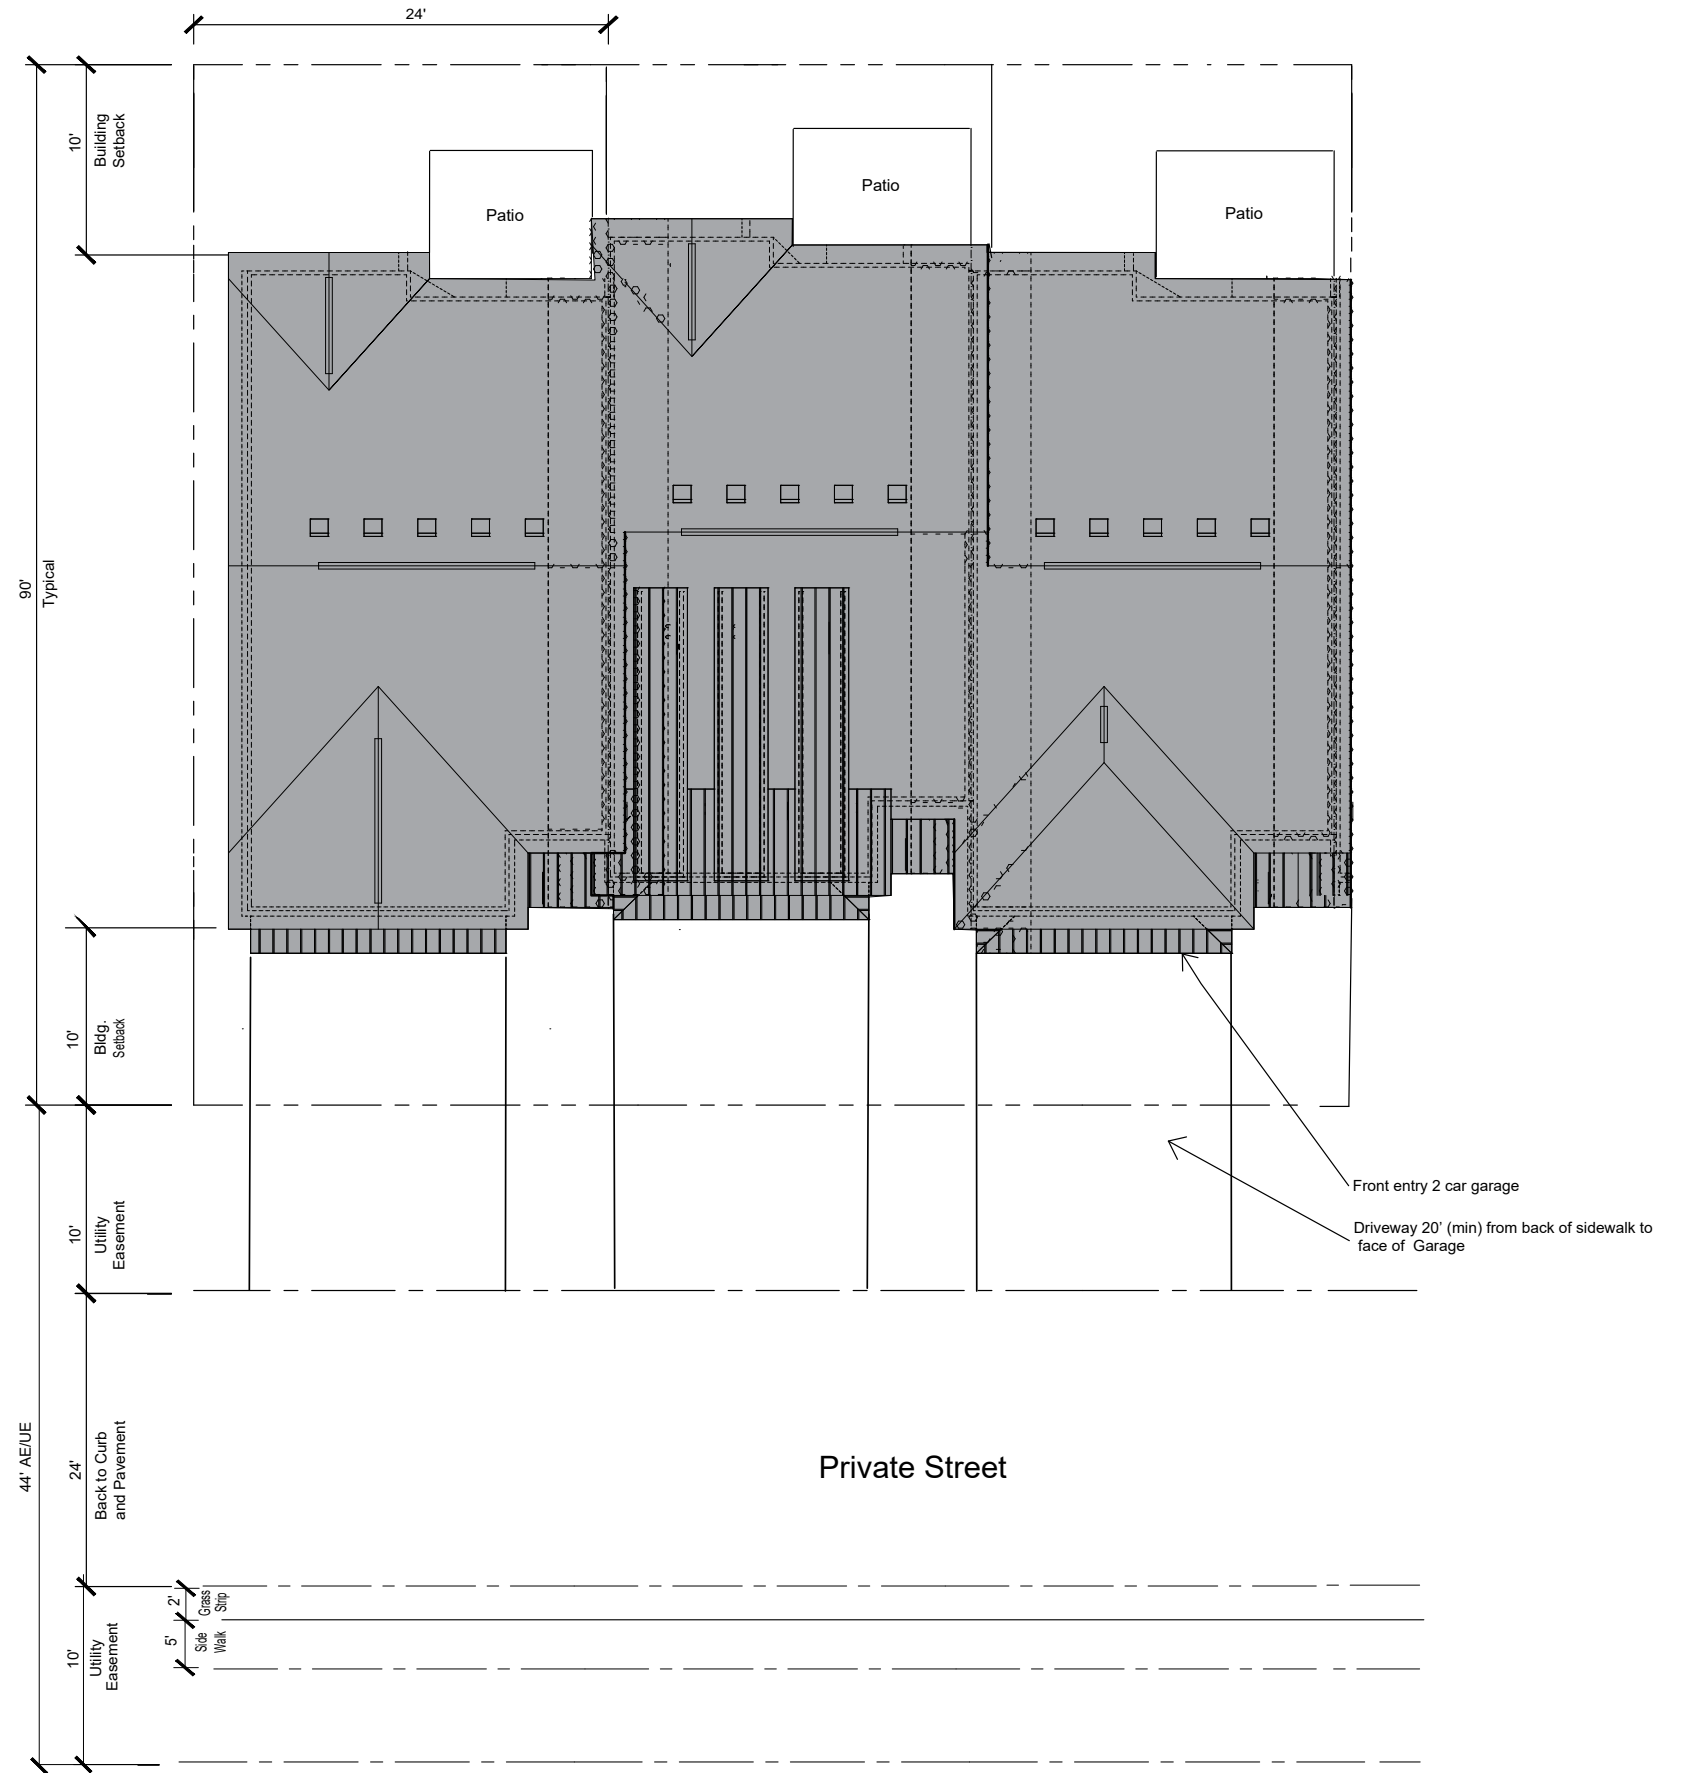 24'
10'
Building
Setback
Patio
Patio
Patio
90'
Typical
10'
Bldg.
Setback
Front entry 2 car garage
10'
Utility
Easement
Driveway 20' (min) from back of sidewalk to
face of Garage
44' AE/UE
24'
Back to Curb
and Pavement
Private Street
2'
Grass
Strip
5'
Side
Walk
10'
Utility
Easement